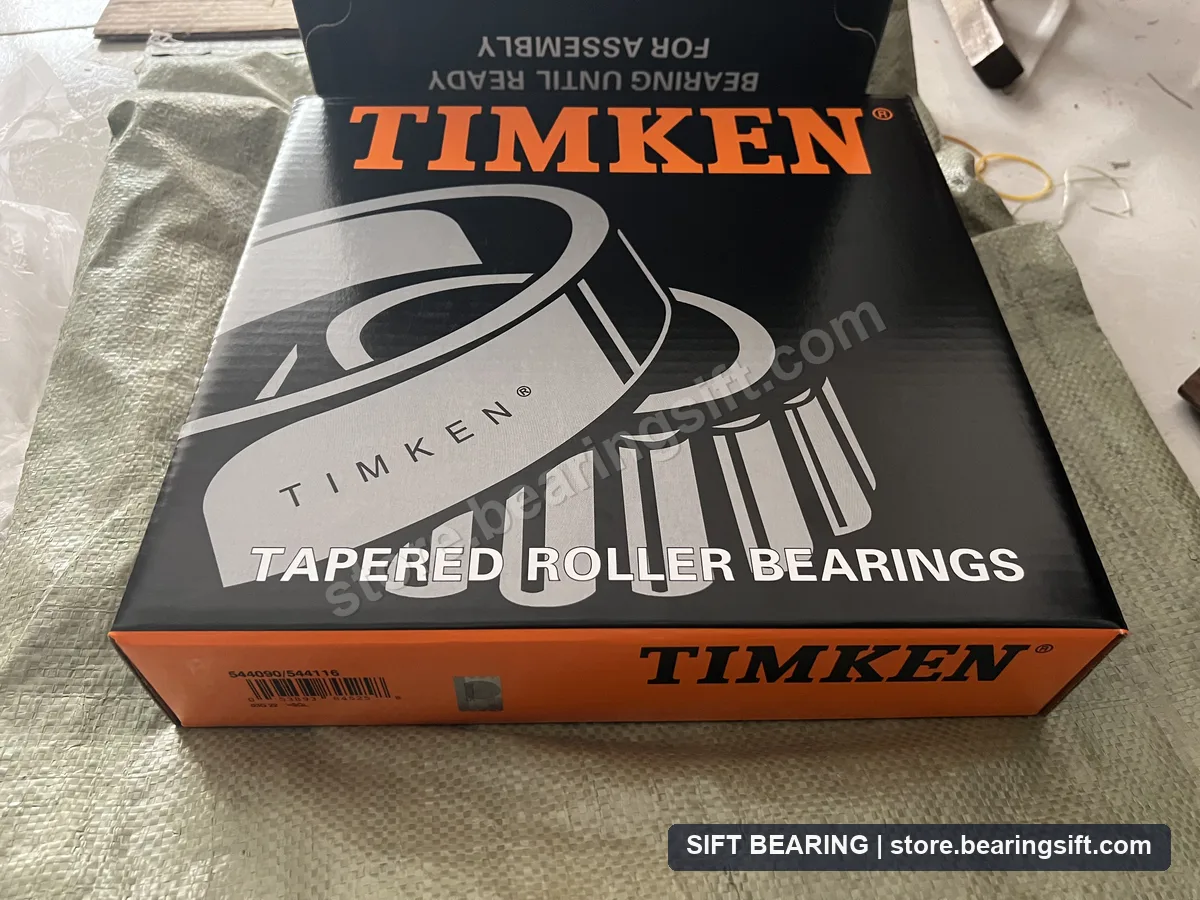 BEARING UNTIL READY
FOR ASSEMBLY
TIMKEN®
TIMKEN®
store.bearingsift.com
TAPERED ROLLER BEARINGS
544090/544116
TIMKEN®
SIFT BEARING | store.bearingsift.com